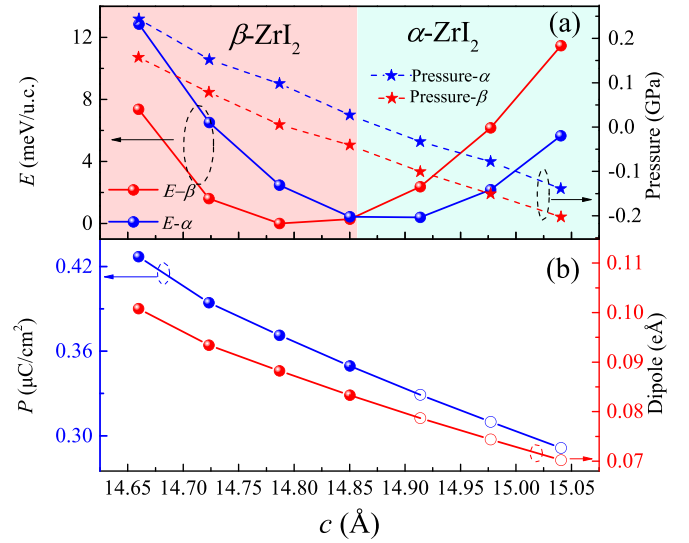 β-ZrI₂ α-ZrI₂ (a)
E (meV/u.c.)
12
8
4
0
Pressure-α
Pressure-β
E-β
E-α
0.2
0.1
0.0
-0.1
-0.2
Pressure (GPa)
(b)
P (μC/cm²)
0.42
0.36
0.30
0.11
0.10
0.09
0.08
0.07
Dipole (eÅ)
14.65 14.70 14.75 14.80 14.85 14.90 14.95 15.00 15.05
c (Å)